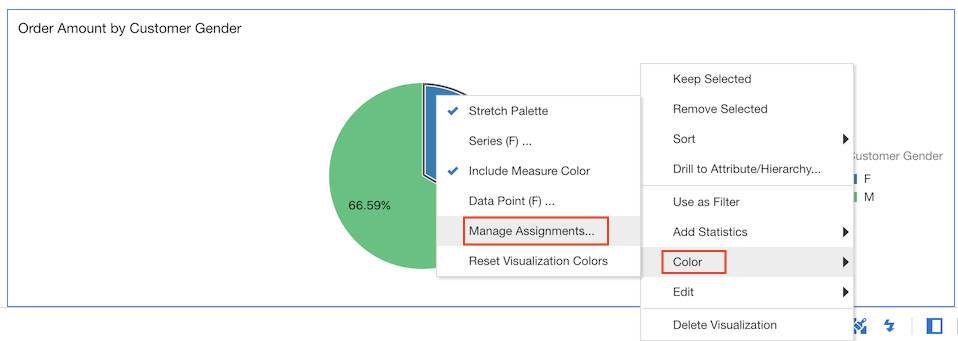 Order Amount by Customer Gender
66.59%
Stretch Palette
Series (F) ...
Include Measure Color
Data Point (F) ...
Manage Assignments...
Reset Visualization Colors
Keep Selected
Remove Selected
Sort
Drill to Attribute/Hierarchy...
Use as Filter
Add Statistics
Color
Edit
Delete Visualization
ustomer Gender
F
M